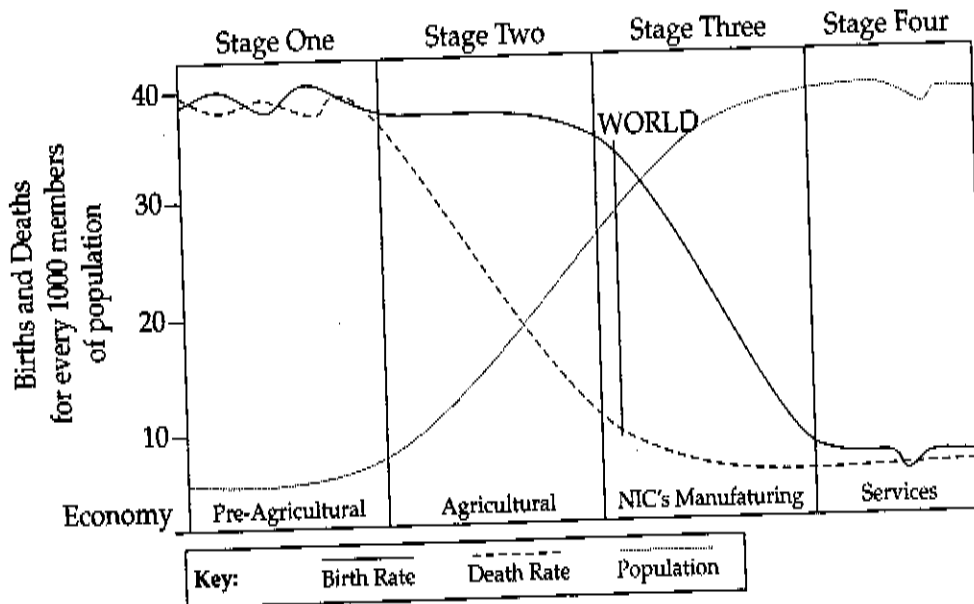 Stage One Stage Two Stage Three Stage Four
Births and Deaths
for every 1000 members
of population
40
30
20
10
WORLD
Economy Pre-Agricultural Agricultural NIC's Manufaturing Services
Key: Birth Rate Death Rate Population